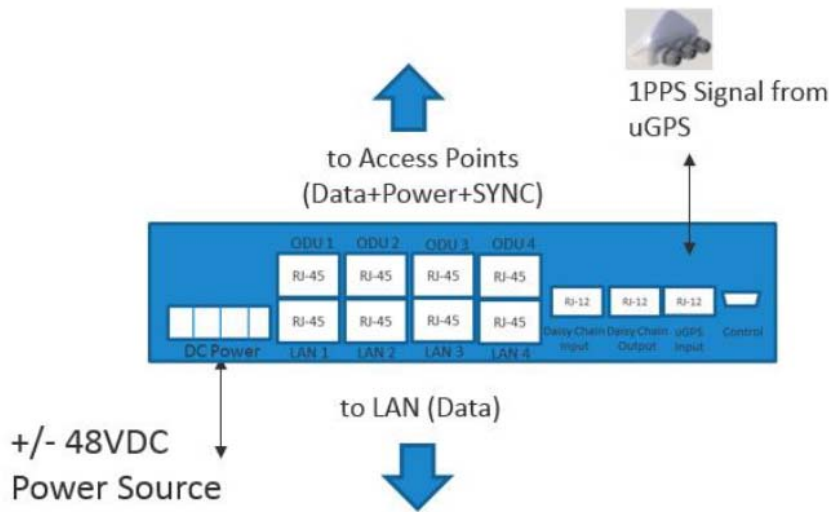 1PPS Signal from
uGPS
to Access Points
(Data+Power+SYNC)
ODU 1 ODU 2 ODU 3 ODU 4
RJ-45 RJ-45 RJ-45 RJ-45
RJ-12 RJ-12 RJ-12
RJ-45 RJ-45 RJ-45 RJ-45
Daisy Chain Input
Daisy Chain Output
uGPS Input
Control
DC Power
LAN 1 LAN 2 LAN 3 LAN 4
to LAN (Data)
+/- 48VDC
Power Source